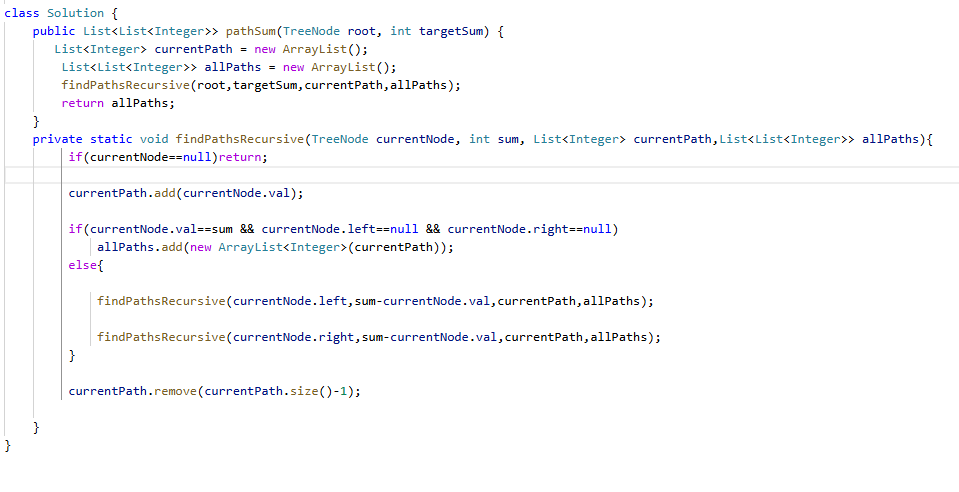 class Solution {
    public List<List<Integer>> pathSum(TreeNode root, int targetSum) {
       List<Integer> currentPath = new ArrayList();
        List<List<Integer>> allPaths = new ArrayList();
        findPathsRecursive(root,targetSum,currentPath,allPaths);
        return allPaths;
    }
    private static void findPathsRecursive(TreeNode currentNode, int sum, List<Integer> currentPath,List<List<Integer>> allPaths){
         if(currentNode==null)return;
         currentPath.add(currentNode.val);
         if(currentNode.val==sum && currentNode.left==null && currentNode.right==null)
             allPaths.add(new ArrayList<Integer>(currentPath));
         else{
             findPathsRecursive(currentNode.left,sum-currentNode.val,currentPath,allPaths);
             findPathsRecursive(currentNode.right,sum-currentNode.val,currentPath,allPaths);
         }
         currentPath.remove(currentPath.size()-1);
    }
}